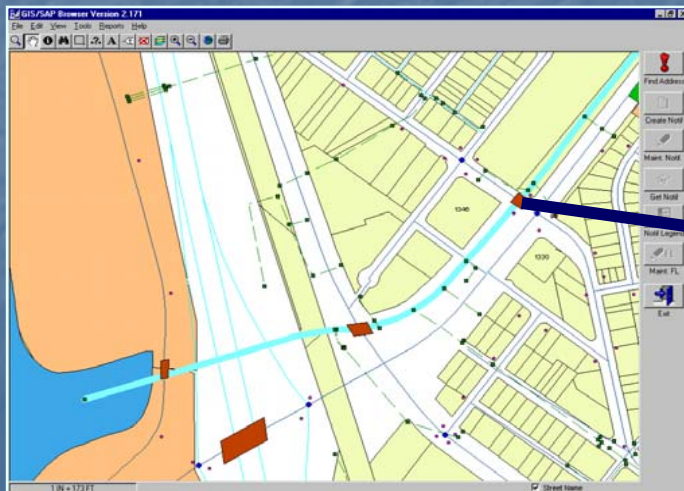 GIS/SAP Browser Version 2.171
File Edit View Tools Reports Help
Find Address
Create Notif
Maint. Notif.
Get Notif
Notif Legend
Maint. FL
Exit
1346
1330
1 IN = 173 FT
Street Name